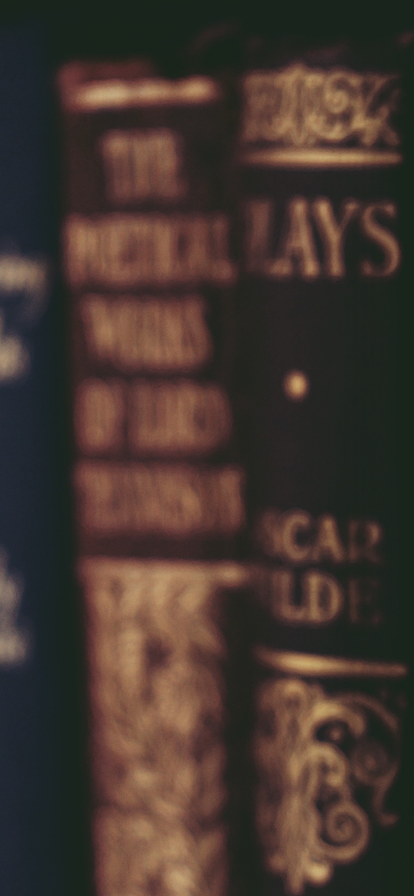 THE
POETICAL
WORKS
OF LORD
TENNYSON
LAYS
SCAR
ILDE